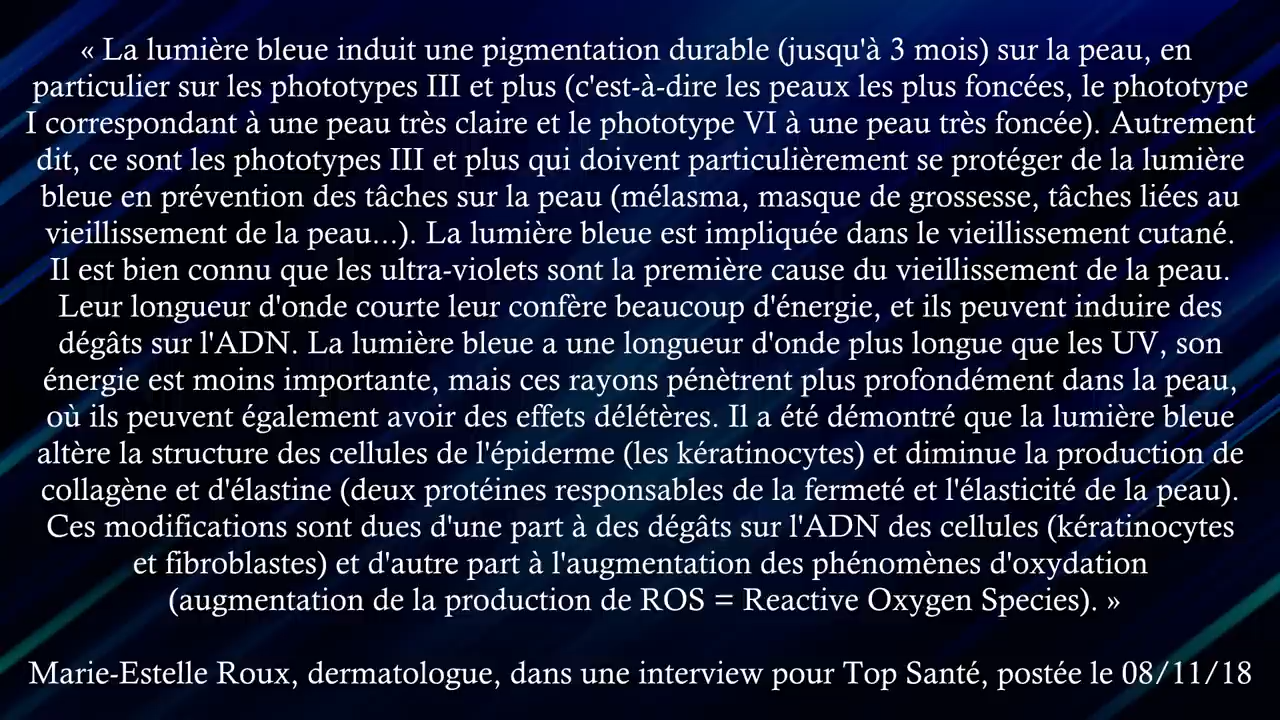 « La lumière bleue induit une pigmentation durable (jusqu'à 3 mois) sur la peau, en
particulier sur les phototypes III et plus (c'est-à-dire les peaux les plus foncées, le phototype
I correspondant à une peau très claire et le phototype VI à une peau très foncée). Autrement
dit, ce sont les phototypes III et plus qui doivent particulièrement se protéger de la lumière
bleue en prévention des tâches sur la peau (mélasma, masque de grossesse, tâches liées au
vieillissement de la peau...). La lumière bleue est impliquée dans le vieillissement cutané.
Il est bien connu que les ultra-violets sont la première cause du vieillissement de la peau.
Leur longueur d'onde courte leur confère beaucoup d'énergie, et ils peuvent induire des
dégâts sur l'ADN. La lumière bleue a une longueur d'onde plus longue que les UV, son
énergie est moins importante, mais ces rayons pénètrent plus profondément dans la peau,
où ils peuvent également avoir des effets délétères. Il a été démontré que la lumière bleue
altère la structure des cellules de l'épiderme (les kératinocytes) et diminue la production de
collagène et d'élastine (deux protéines responsables de la fermeté et l'élasticité de la peau).
Ces modifications sont dues d'une part à des dégâts sur l'ADN des cellules (kératinocytes
et fibroblastes) et d'autre part à l'augmentation des phénomènes d'oxydation
(augmentation de la production de ROS = Reactive Oxygen Species). »
Marie-Estelle Roux, dermatologue, dans une interview pour Top Santé, postée le 08/11/18